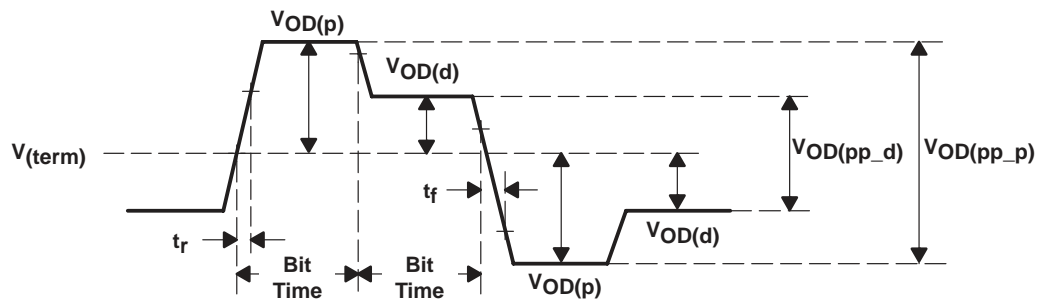 VOD(p)
VOD(d)
V(term)
VOD(pp_d)
VOD(pp_p)
tf
tr
VOD(d)
Bit
Time
Bit
Time
VOD(p)